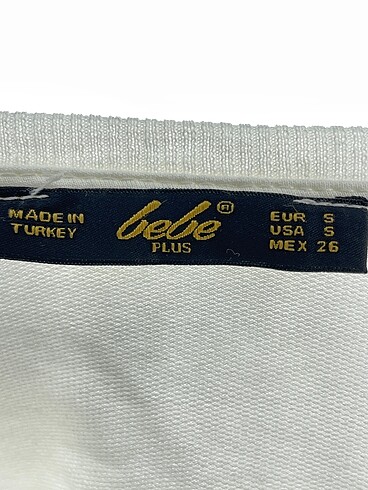 MADE IN
TURKEY
bebe ®
PLUS
EUR S
USA S
MEX 26